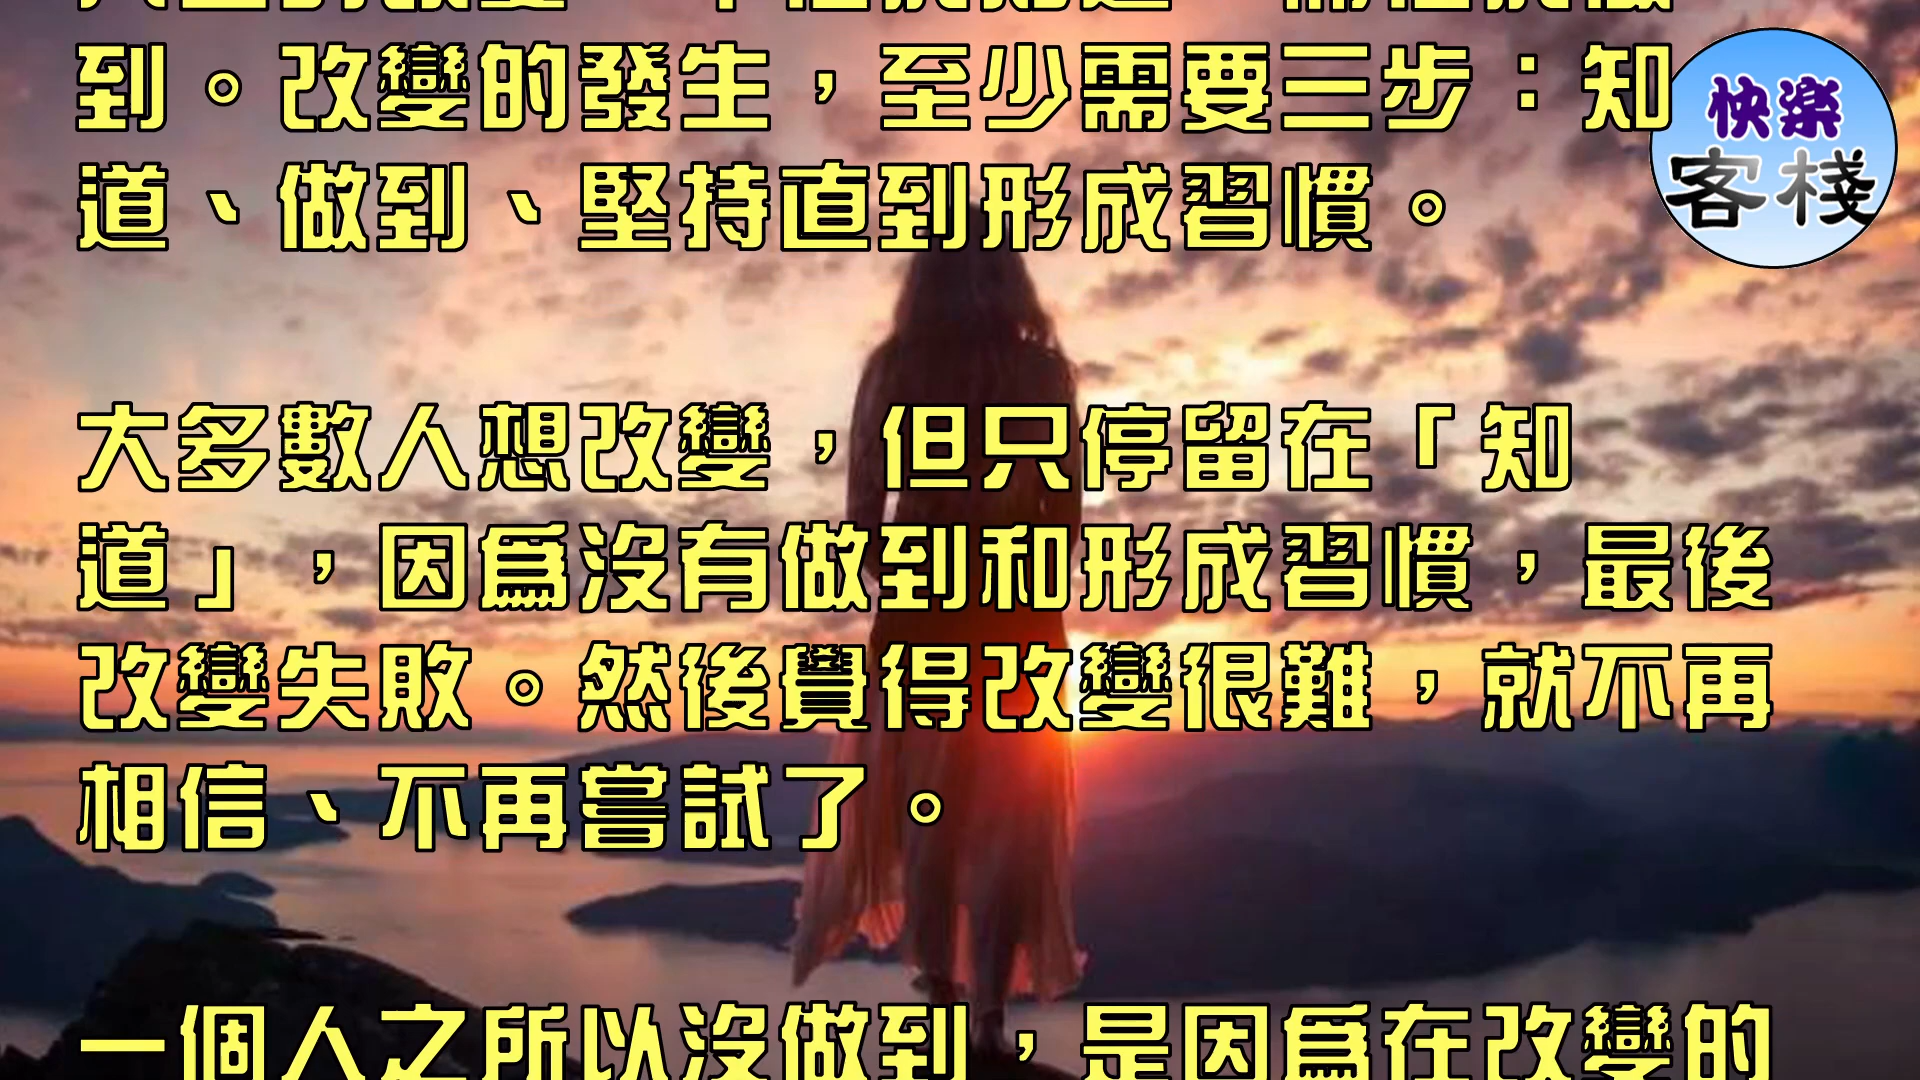 到。改變的發生，至少需要三步：知
道、做到、堅持直到形成習慣。
大多數人想改變，但只停留在「知
道」，因為沒有做到和形成習慣，最後
改變失敗。然後覺得改變很難，就不再
相信、不再嘗試了。
一個人之所以沒做到，是因為在改變的
快樂
客棧